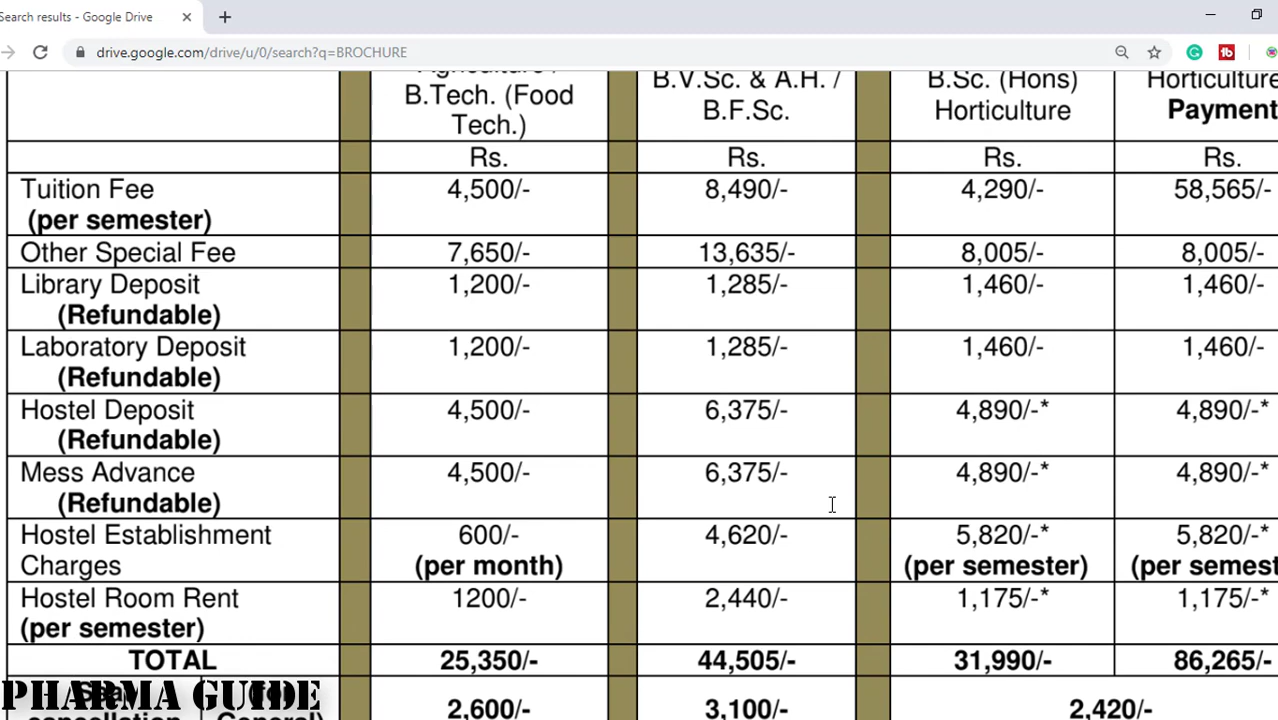 Search results - Google Drive
drive.google.com/drive/u/0/search?q=BROCHURE
Agriculture /
B.Tech. (Food
Tech.)
B.V.Sc. & A.H. /
B.F.Sc.
B.Sc. (Hons)
Horticulture
Horticulture
Payment
Rs. Rs. Rs. Rs.
Tuition Fee 4,500/- 8,490/- 4,290/- 58,565/-
(per semester)
Other Special Fee 7,650/- 13,635/- 8,005/- 8,005/-
Library Deposit 1,200/- 1,285/- 1,460/- 1,460/-
(Refundable)
Laboratory Deposit 1,200/- 1,285/- 1,460/- 1,460/-
(Refundable)
Hostel Deposit 4,500/- 6,375/- 4,890/-* 4,890/-*
(Refundable)
Mess Advance 4,500/- 6,375/- 4,890/-* 4,890/-*
(Refundable)
Hostel Establishment 600/- 4,620/- 5,820/-* 5,820/-*
Charges (per month) (per semester) (per semest
Hostel Room Rent 1200/- 2,440/- 1,175/-* 1,175/-*
(per semester)
TOTAL 25,350/- 44,505/- 31,990/- 86,265/-
PHARMA GUIDE
2,600/- 3,100/- 2,420/-
cancellation General)